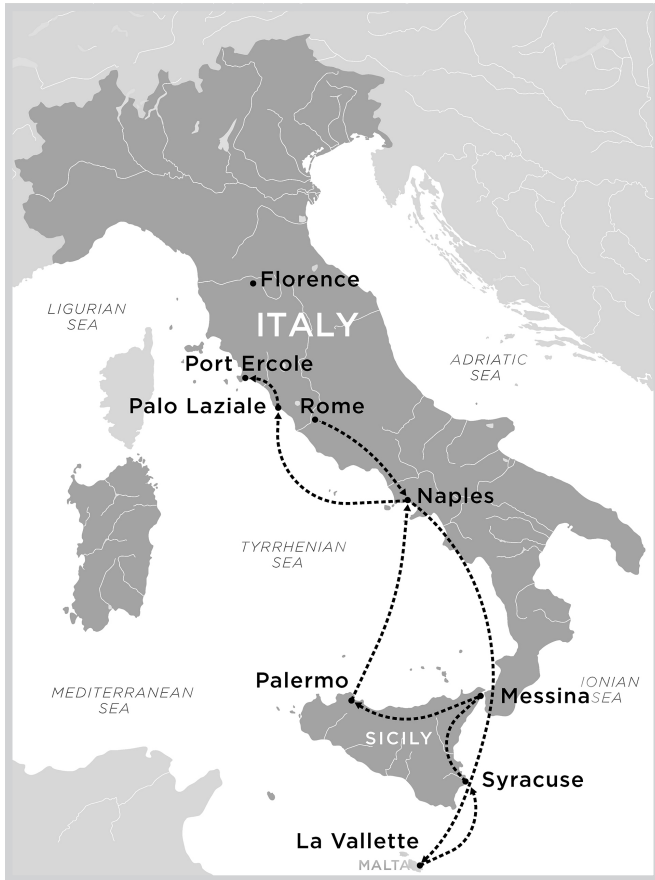 Florence
ITALY
LIGURIAN
SEA
ADRIATIC
SEA
Port Ercole
Palo Laziale
Rome
Naples
TYRRHENIAN
SEA
Palermo
MEDITERRANEAN
SEA
Messina
IONIAN
SEA
SICILY
Syracuse
La Vallette
MALTA